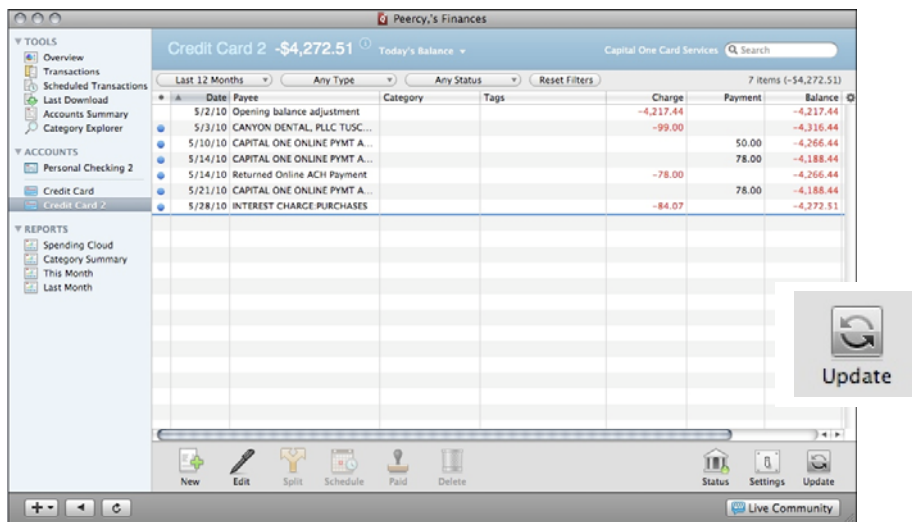 Peercy,'s Finances
TOOLS
Overview
Transactions
Scheduled Transactions
Last Download
Accounts Summary
Category Explorer
ACCOUNTS
Personal Checking 2
Credit Card
Credit Card 2
REPORTS
Spending Cloud
Category Summary
This Month
Last Month
Credit Card 2 -$4,272.51 Today's Balance Capital One Card Services Search
Last 12 Months Any Type Any Status Reset Filters 7 items (-$4,272.51)
Date Payee Category Tags Charge Payment Balance
5/2/10 Opening balance adjustment -4,217.44 -4,217.44
5/3/10 CANYON DENTAL, PLLC TUSC... -99.00 -4,316.44
5/10/10 CAPITAL ONE ONLINE PYMT A... 50.00 -4,266.44
5/14/10 CAPITAL ONE ONLINE PYMT A... 78.00 -4,188.44
5/14/10 Returned Online ACH Payment -78.00 -4,266.44
5/21/10 CAPITAL ONE ONLINE PYMT A... 78.00 -4,188.44
5/28/10 INTEREST CHARGE:PURCHASES -84.07 -4,272.51
Update
New Edit Split Schedule Paid Delete Status Settings Update
Live Community